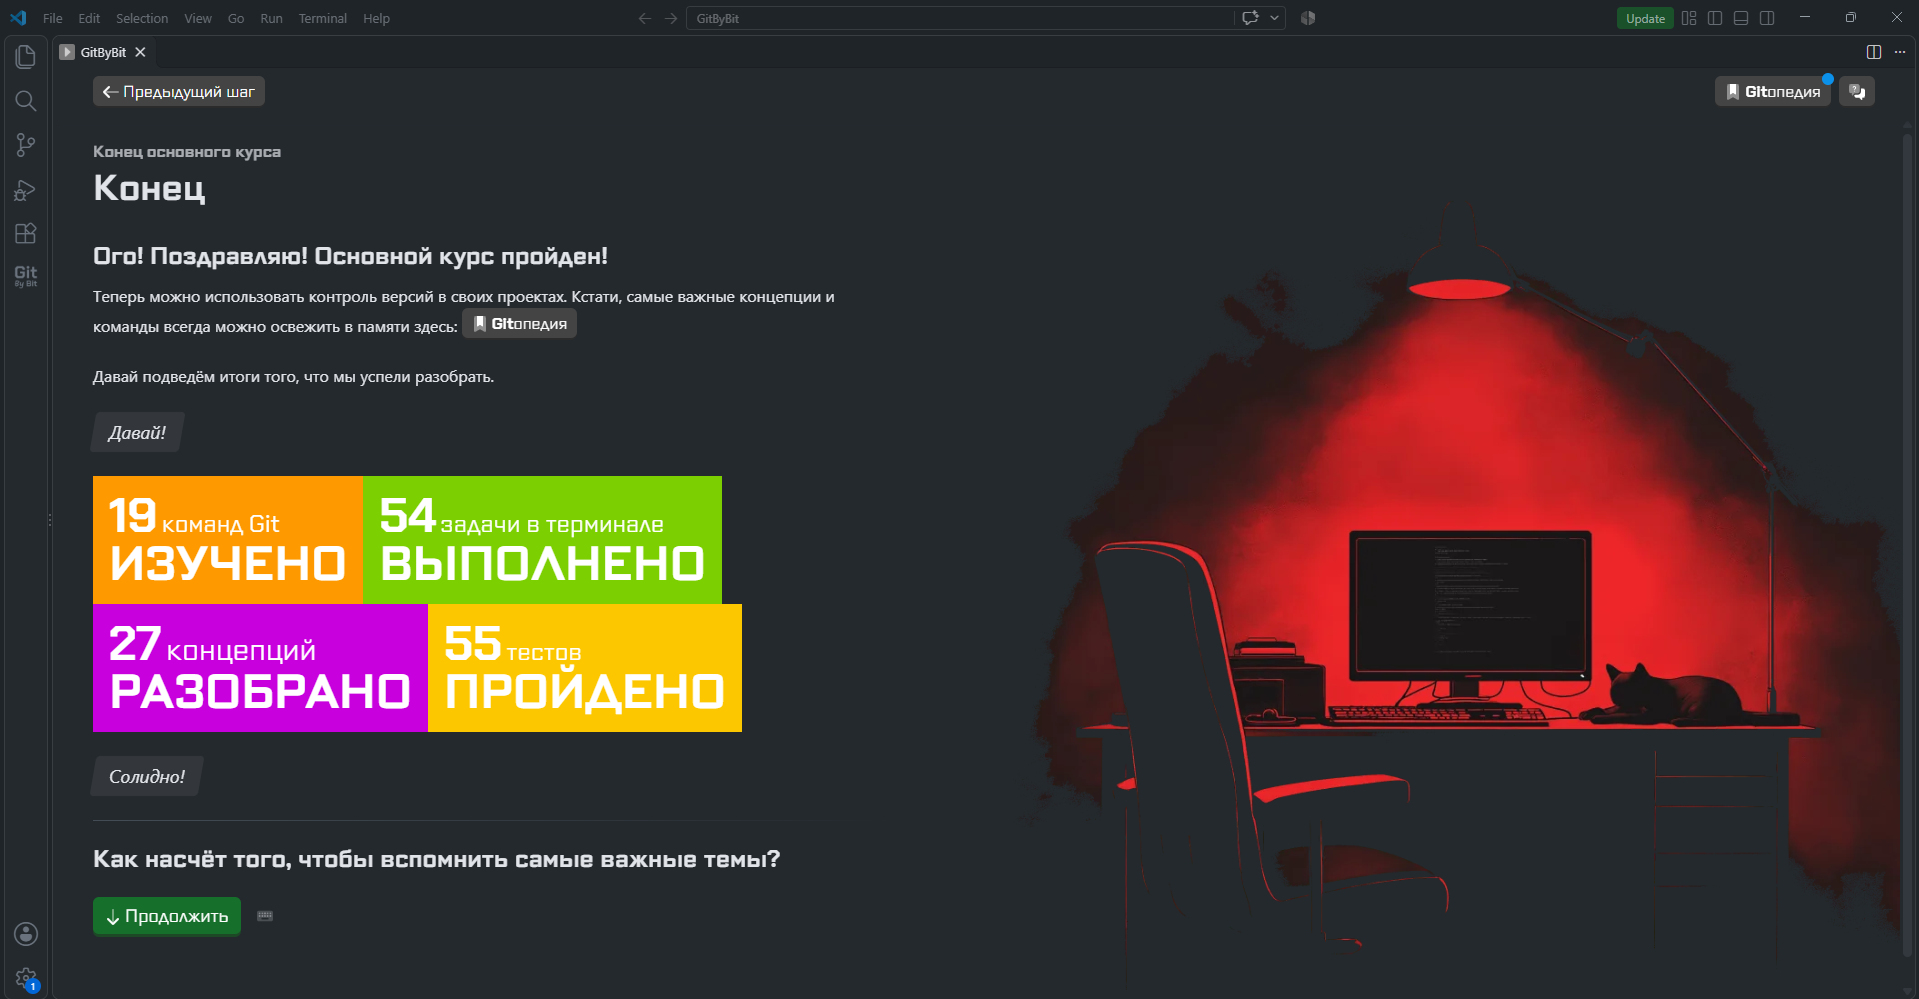 File Edit Selection View Go Run Terminal Help
GitByBit
Update
GitByBit
Предыдущий шаг
Gitопедия
Git
By Bit
Конец основного курса
Конец
Ого! Поздравляю! Основной курс пройден!
Теперь можно использовать контроль версий в своих проектах. Кстати, самые важные концепции и
команды всегда можно освежить в памяти здесь: Gitопедия
Давай подведём итоги того, что мы успели разобрать.
Давай!
19 команд Git
ИЗУЧЕНО
54 задачи в терминале
ВЫПОЛНЕНО
27 концепций
РАЗОБРАНО
55 тестов
ПРОЙДЕНО
Солидно!
Как насчёт того, чтобы вспомнить самые важные темы?
Продолжить
1